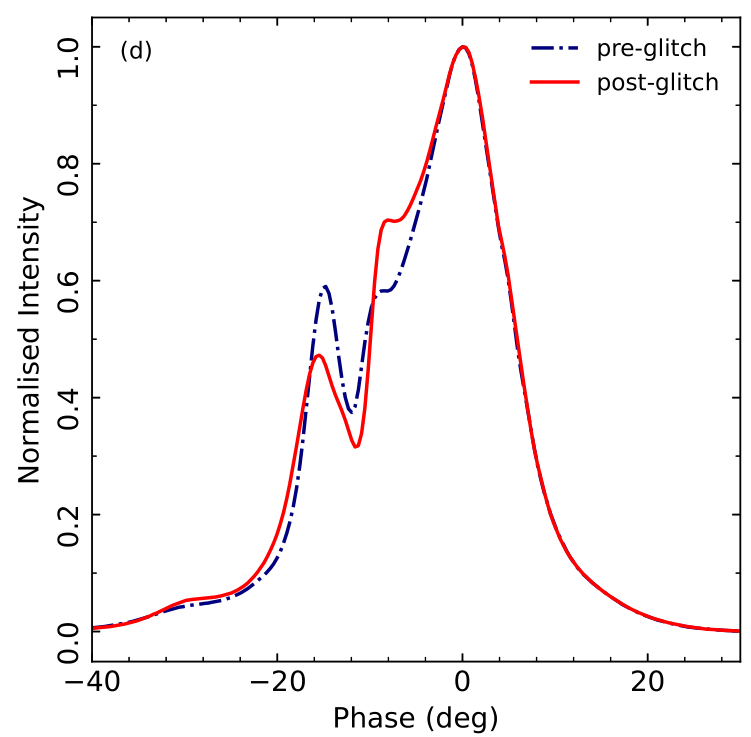 (d)
pre-glitch
post-glitch
1.0
0.8
0.6
0.4
0.2
0.0
Normalised Intensity
−40
−20
0
20
Phase (deg)